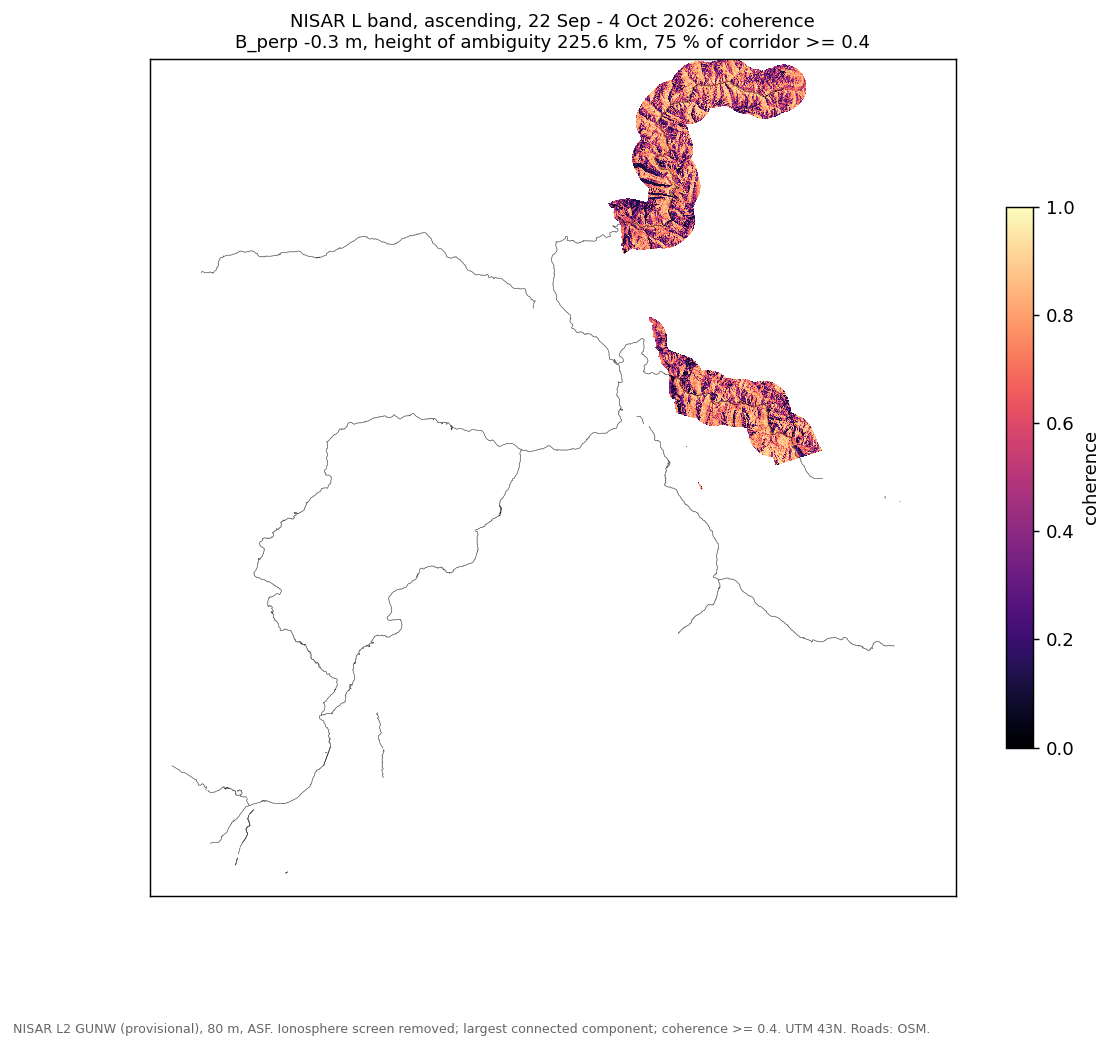 NISAR L band, ascending, 22 Sep - 4 Oct 2026: coherence
B_perp -0.3 m, height of ambiguity 225.6 km, 75 % of corridor >= 0.4
1.0
0.8
0.6
0.4
0.2
0.0
coherence
NISAR L2 GUNW (provisional), 80 m, ASF. Ionosphere screen removed; largest connected component; coherence >= 0.4. UTM 43N. Roads: OSM.